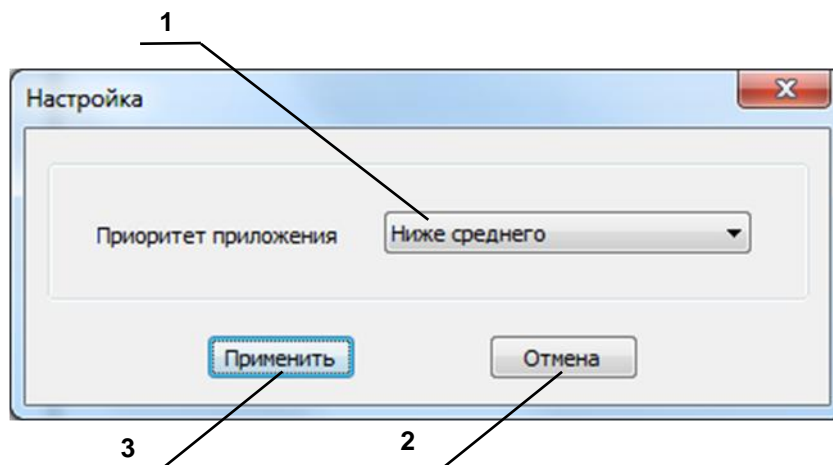 1
Настройка
Приоритет приложения Ниже среднего
Применить Отмена
3 2